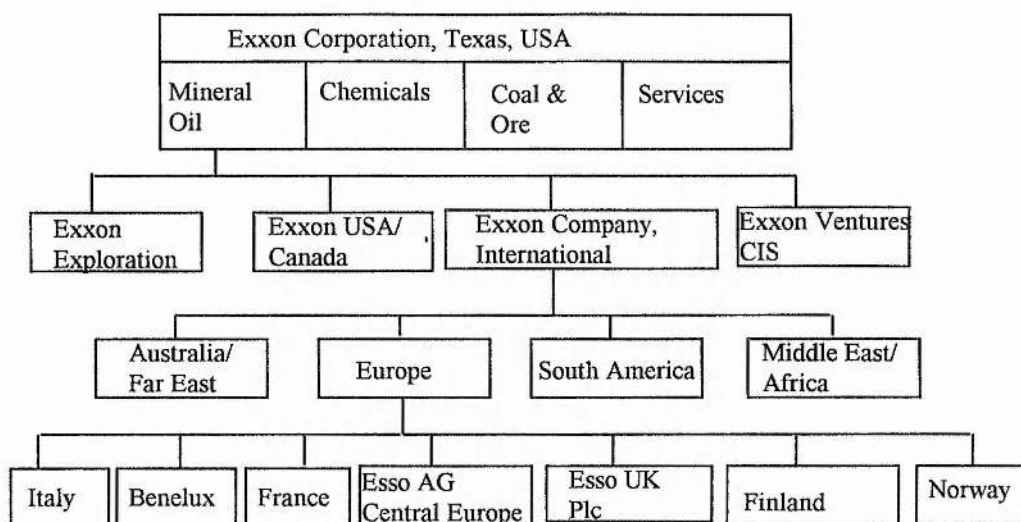 Exxon Corporation, Texas, USA
Mineral
Oil
Chemicals
Coal &
Ore
Services
Exxon
Exploration
Exxon USA/
Canada
Exxon Company,
International
Exxon Ventures
CIS
Australia/
Far East
Europe
South America
Middle East/
Africa
Italy
Benelux
France
Esso AG
Central Europe
Esso UK
Plc
Finland
Norway